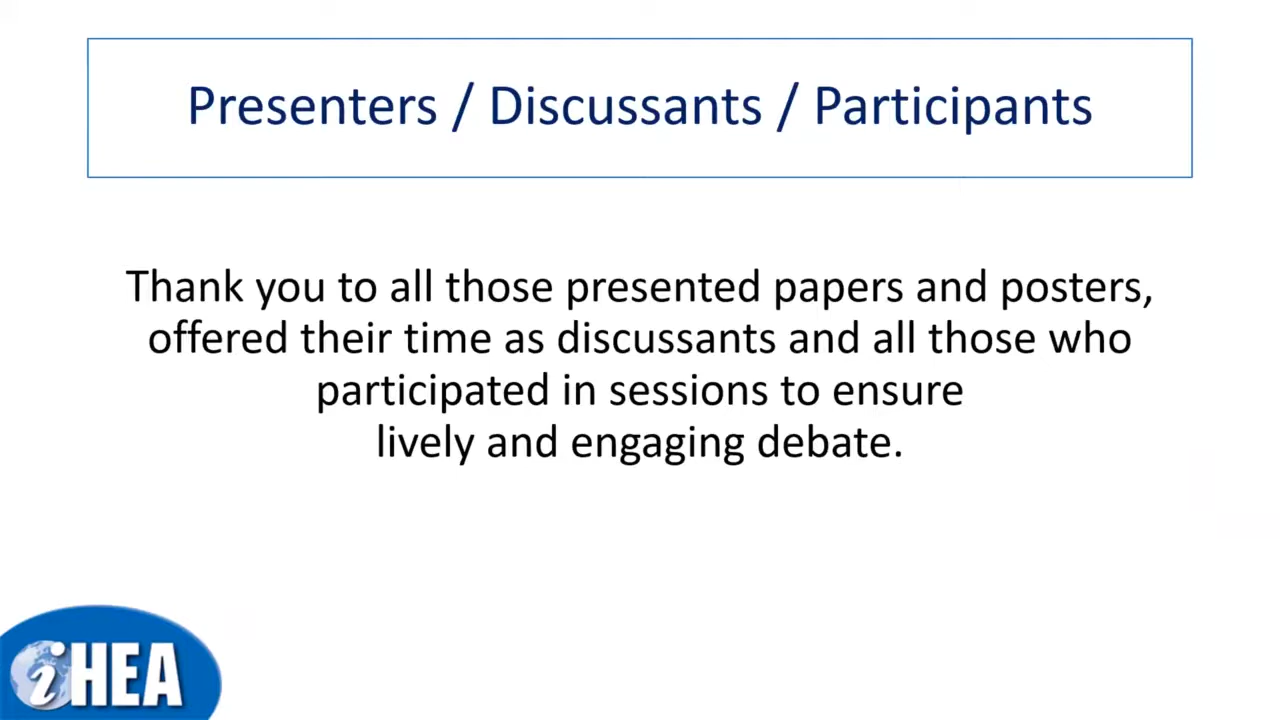 Presenters / Discussants / Participants
Thank you to all those presented papers and posters,
offered their time as discussants and all those who
participated in sessions to ensure
lively and engaging debate.
iHEA